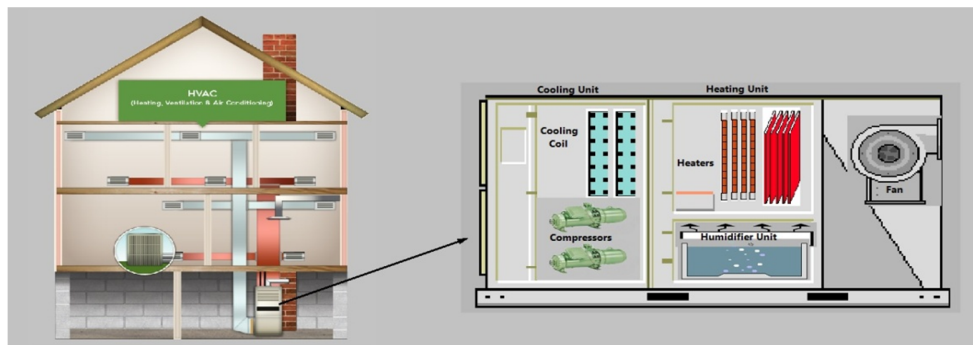 HVAC
(Heating, Ventilation & Air Conditioning)
Cooling Unit
Heating Unit
Cooling
Coil
Heaters
Fan
Compressors
Humidifier Unit